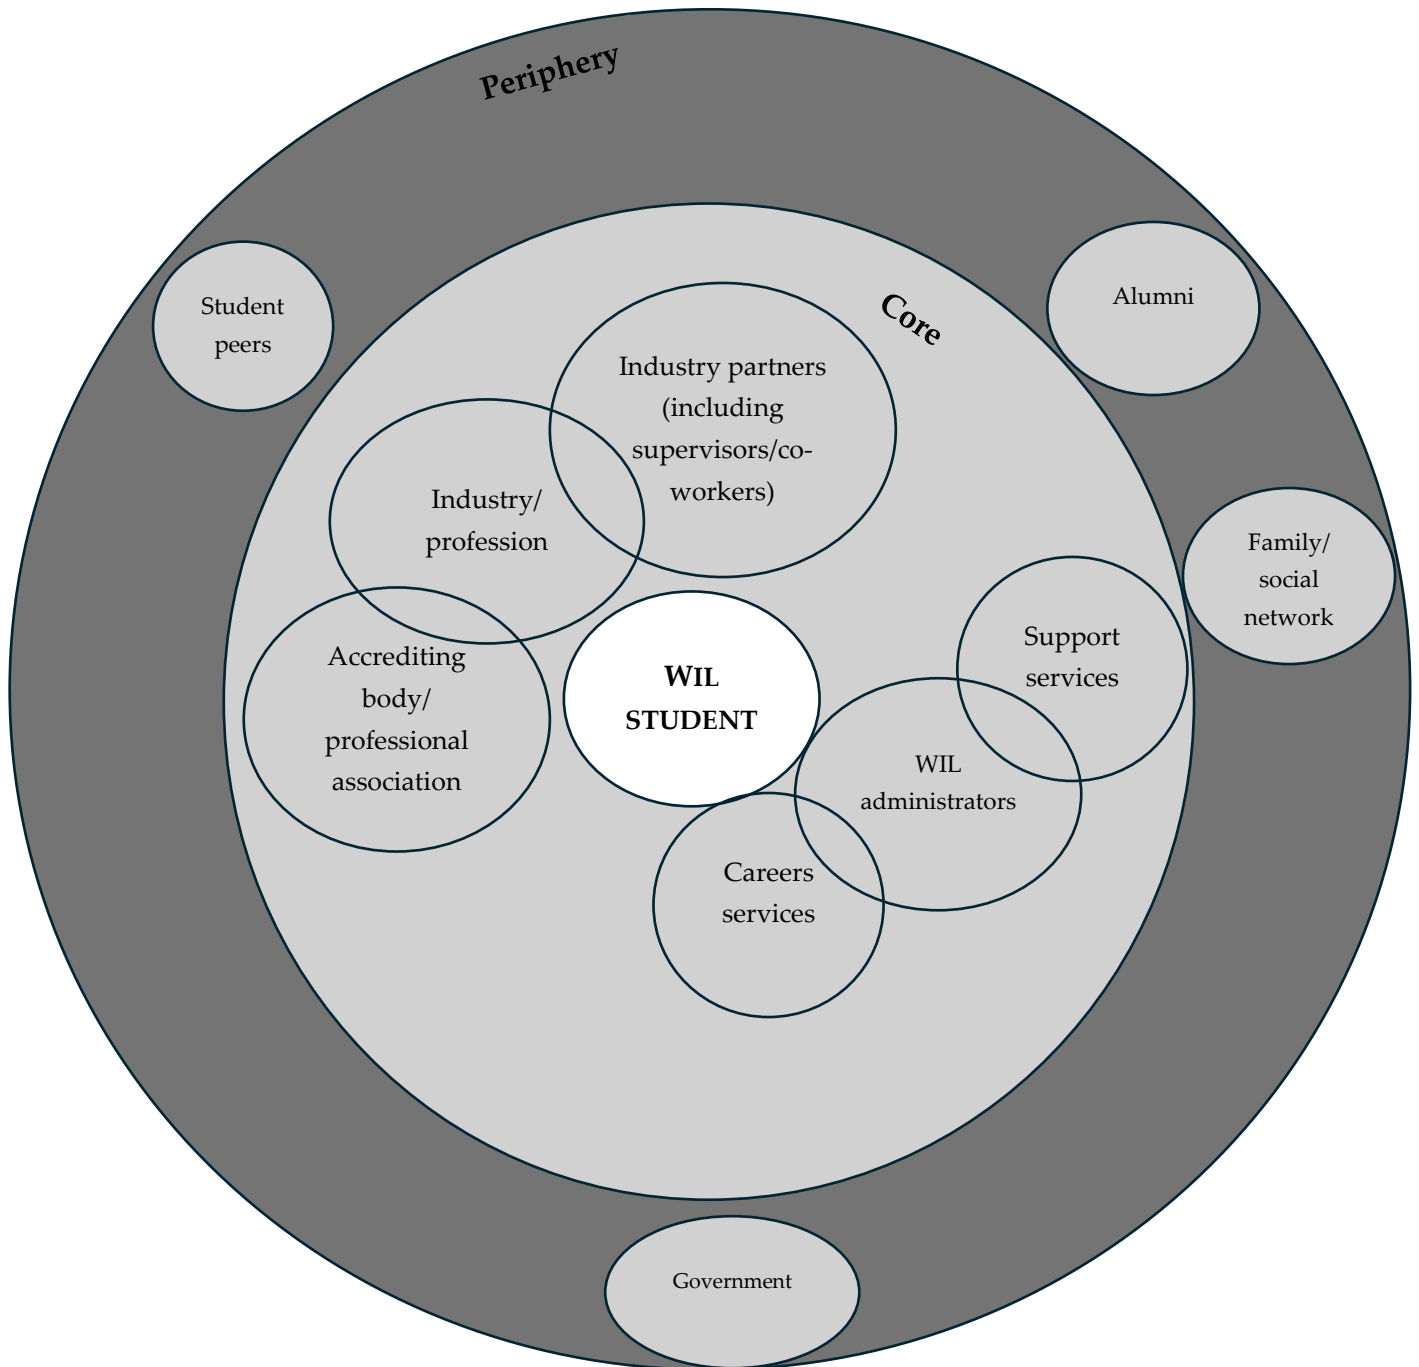 Periphery
Student
peers
Alumni
Core
Industry partners
(including
supervisors/co-
workers)
Industry/
profession
Family/
social
network
Accrediting
body/
professional
association
WIL
STUDENT
Support
services
WIL
administrators
Careers
services
Government